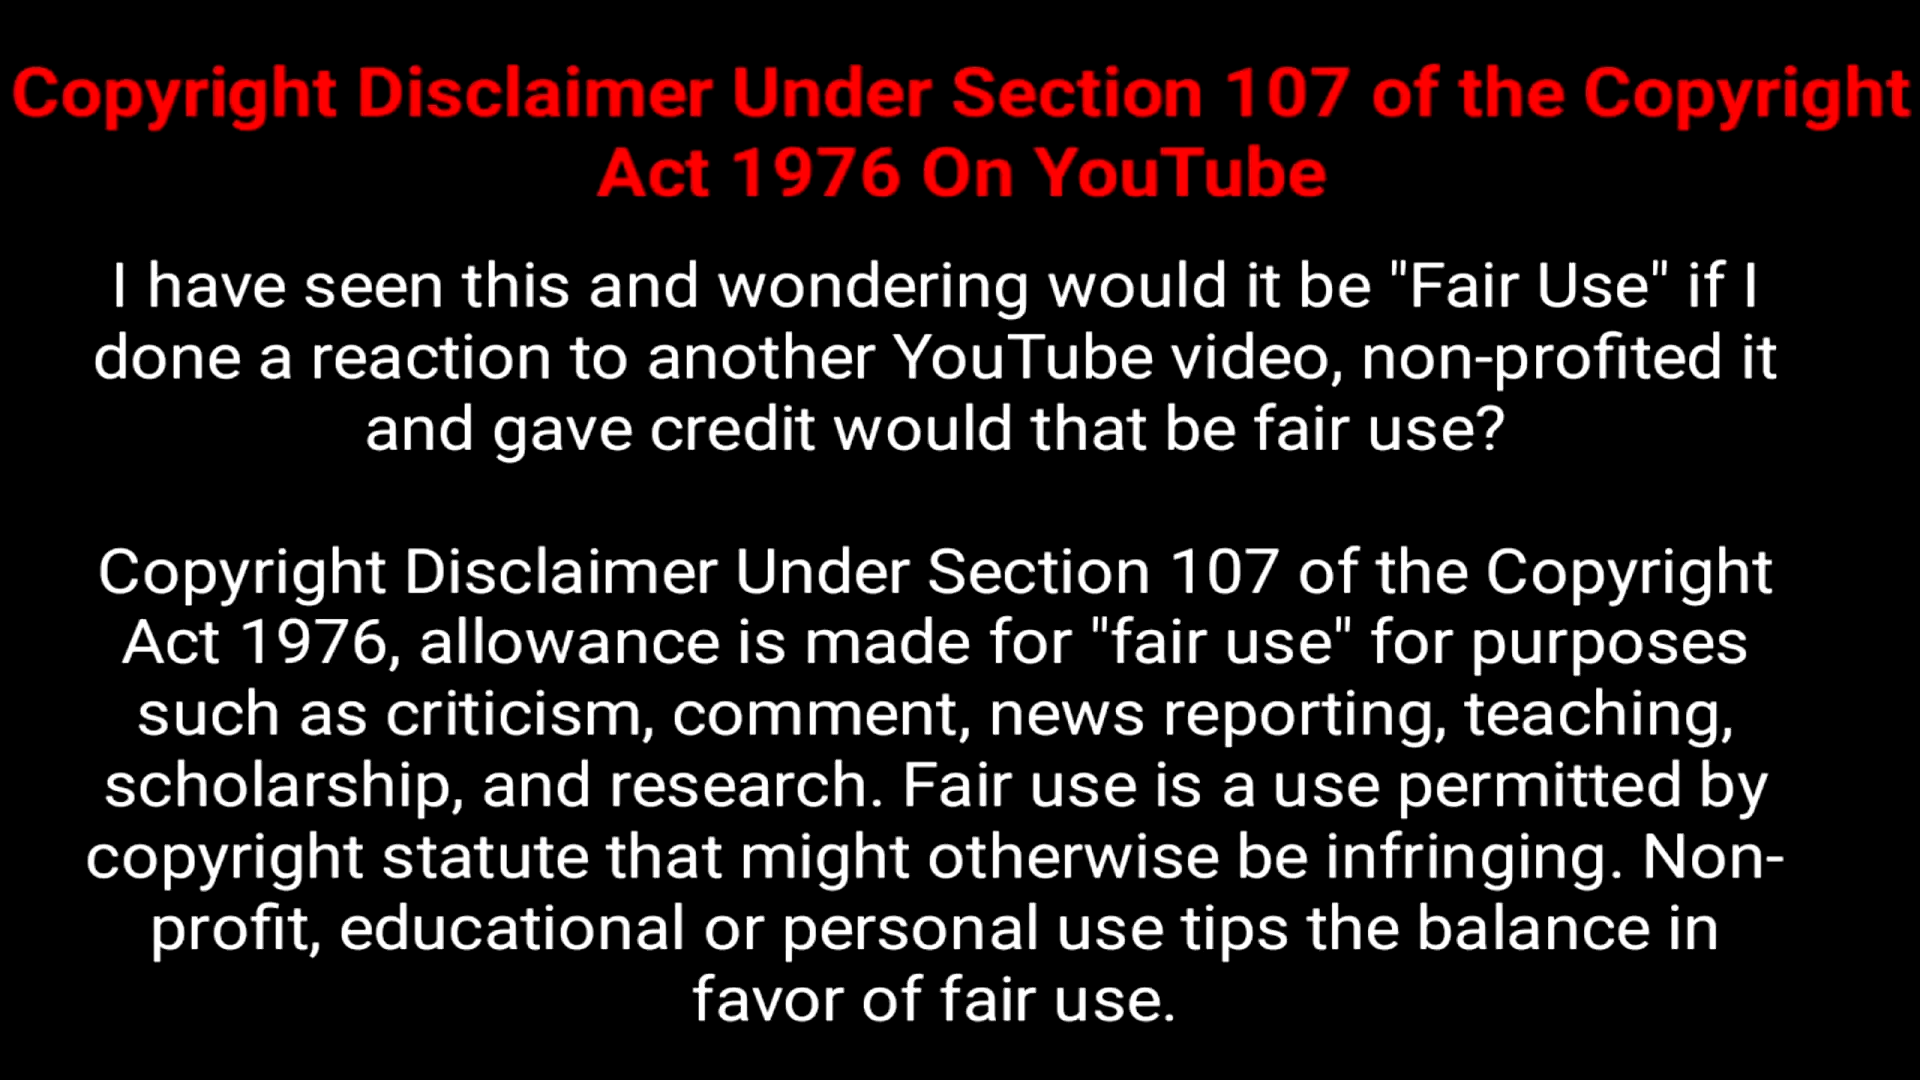 Copyright Disclaimer Under Section 107 of the Copyright
Act 1976 On YouTube
I have seen this and wondering would it be "Fair Use" if I
done a reaction to another YouTube video, non-profited it
and gave credit would that be fair use?
Copyright Disclaimer Under Section 107 of the Copyright
Act 1976, allowance is made for "fair use" for purposes
such as criticism, comment, news reporting, teaching,
scholarship, and research. Fair use is a use permitted by
copyright statute that might otherwise be infringing. Non-
profit, educational or personal use tips the balance in
favor of fair use.